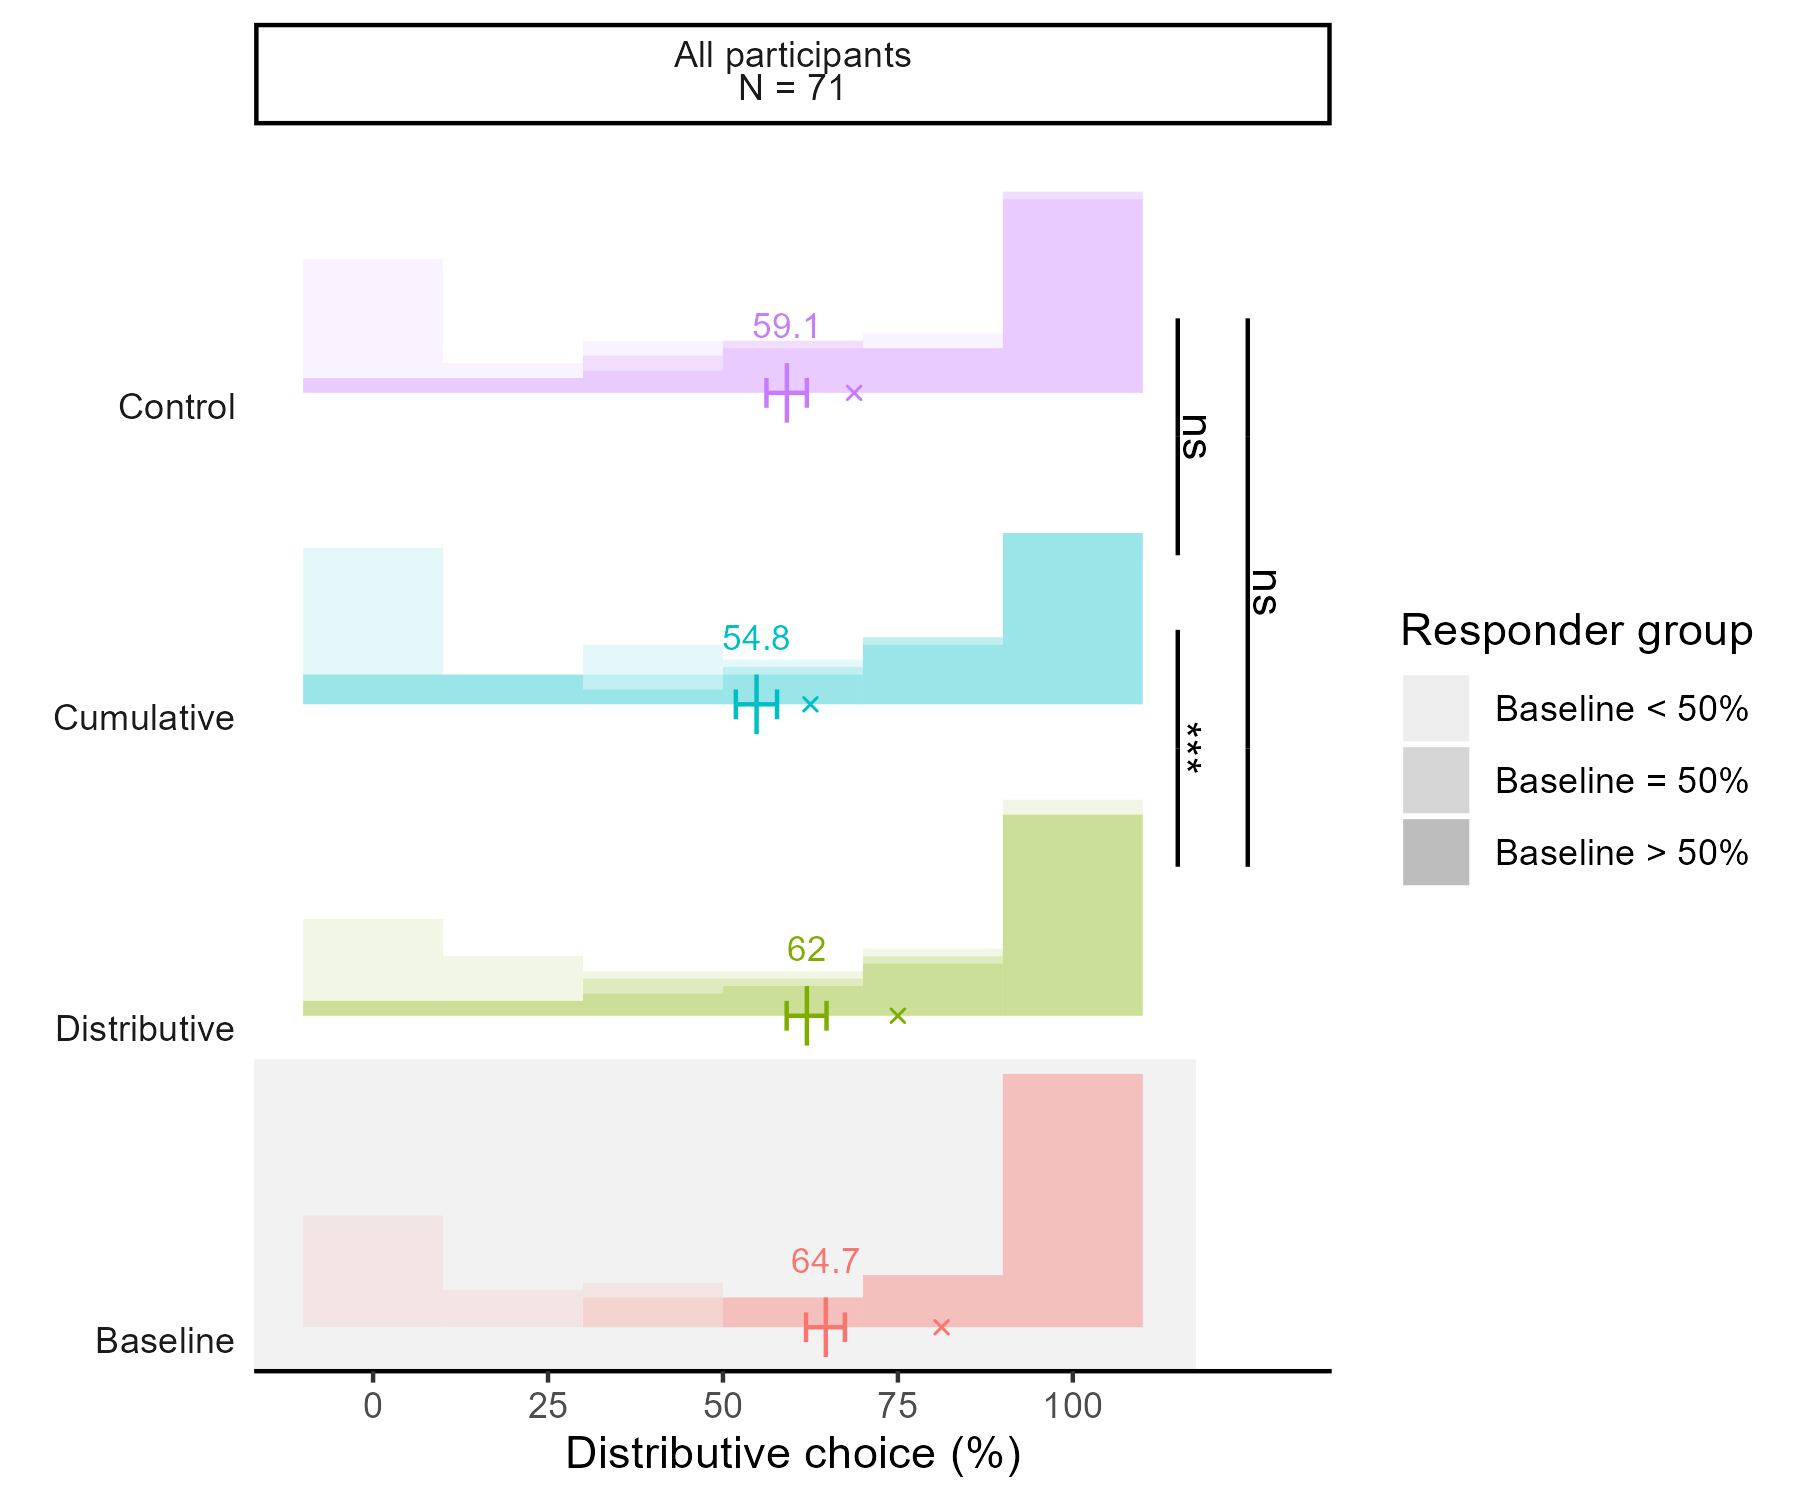 All participants
N = 71
59.1
Control
ns
54.8
Cumulative
ns
***
62
Distributive
64.7
Baseline
0 25 50 75 100
Distributive choice (%)
Responder group
Baseline < 50%
Baseline = 50%
Baseline > 50%